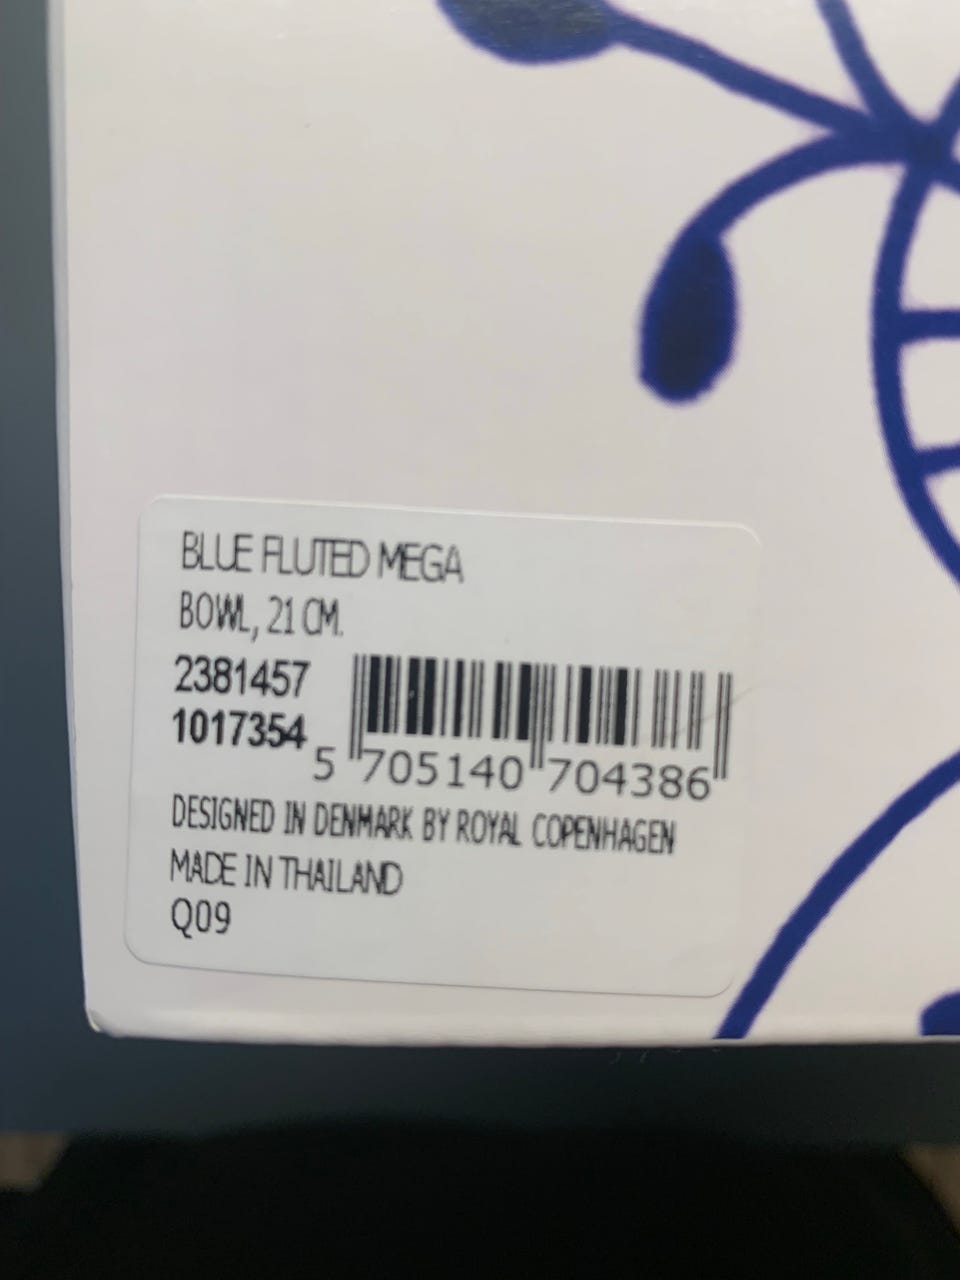 BLUE FLUTED MEGA
BOWL, 21 CM.
2381457
1017354
5 705140 704386
DESIGNED IN DENMARK BY ROYAL COPENHAGEN
MADE IN THAILAND
Q09